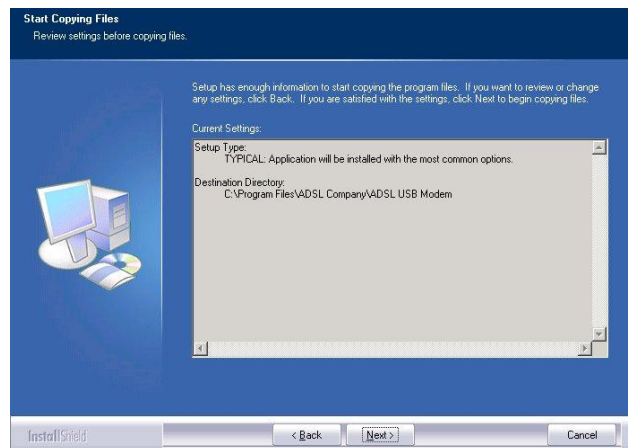 Start Copying Files
Review settings before copying files.
Setup has enough information to start copying the program files. If you want to review or change
any settings, click Back. If you are satisfied with the settings, click Next to begin copying files.
Current Settings:
Setup Type:
TYPICAL: Application will be installed with the most common options.
Destination Directory:
C:\Program Files\ADSL Company\ADSL USB Modem
InstallShield
< Back
Next >
Cancel